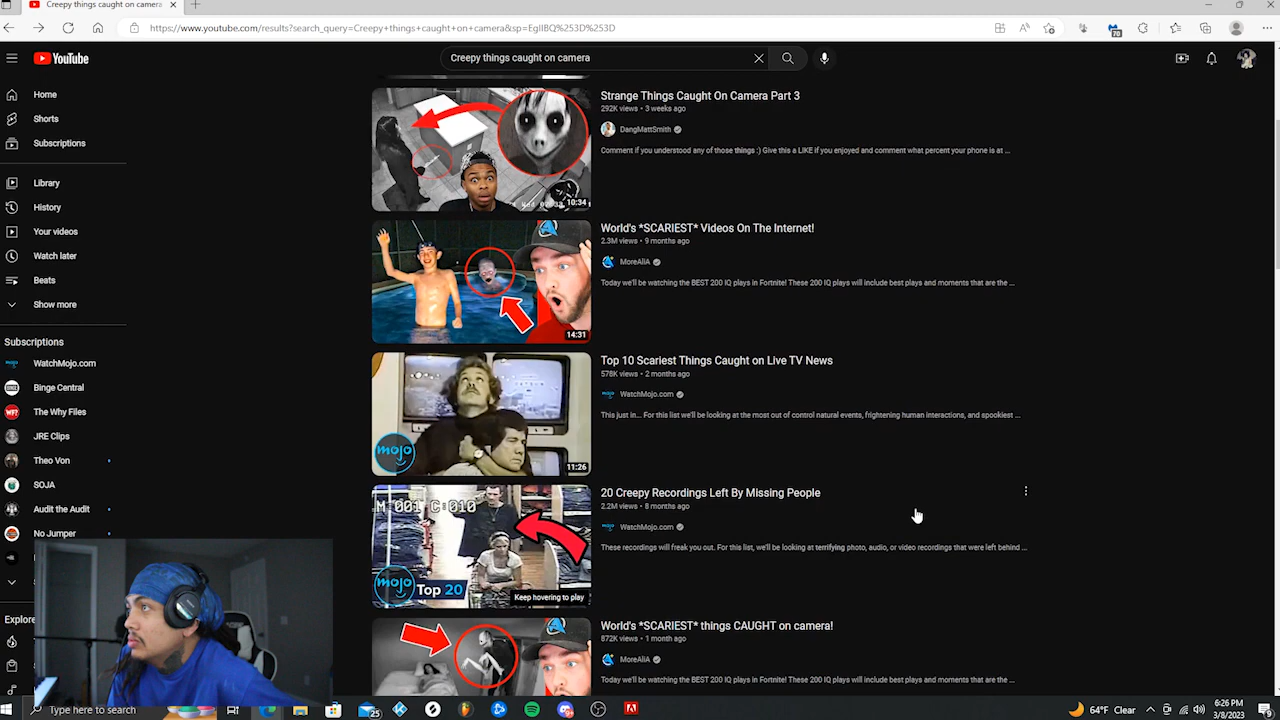 Creepy things caught on camera
https://www.youtube.com/results?search_query=Creepy+things+caught+on+camera&sp=EgIIBQ%253D%253D
70
YouTube
Creepy things caught on camera
Home
Shorts
Subscriptions
Library
History
Your videos
Watch later
Beats
Show more
Subscriptions
WatchMojo.com
Binge Central
The Why Files
JRE Clips
Theo Von
SOJA
Audit the Audit
No Jumper
Explore
10:34
Strange Things Caught On Camera Part 3
292K views • 3 weeks ago
DangMattSmith
Comment if you understood any of those things :) Give this a LIKE if you enjoyed and comment what percent your phone is at ...
14:31
World's *SCARIEST* Videos On The Internet!
2.3M views • 9 months ago
MoreAliA
Today we'll be watching the BEST 200 IQ plays in Fortnite! These 200 IQ plays will include best plays and moments that are the ...
mojo
11:26
Top 10 Scariest Things Caught on Live TV News
578K views • 2 months ago
WatchMojo.com
This just in... For this list we'll be looking at the most out of control natural events, frightening human interactions, and spookiest ...
M:001 C:010
mojo
Top 20
Keep hovering to play
20 Creepy Recordings Left By Missing People
2.2M views • 8 months ago
WatchMojo.com
These recordings will freak you out. For this list, we'll be looking at terrifying photo, audio, or video recordings that were left behind ...
World's *SCARIEST* things CAUGHT on camera!
872K views • 1 month ago
MoreAliA
Today we'll be watching the BEST 200 IQ plays in Fortnite! These 200 IQ plays will include best plays and moments that are the ...
Type here to search
25
64°F Clear
6:26 PM
3/8/2023